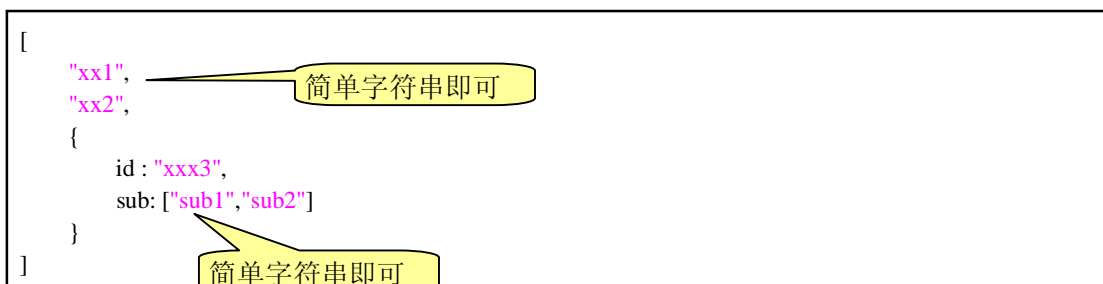 [
"xx1",
简单字符串即可
"xx2",
{
id : "xxx3",
sub: ["sub1","sub2"]
}
]
简单字符串即可